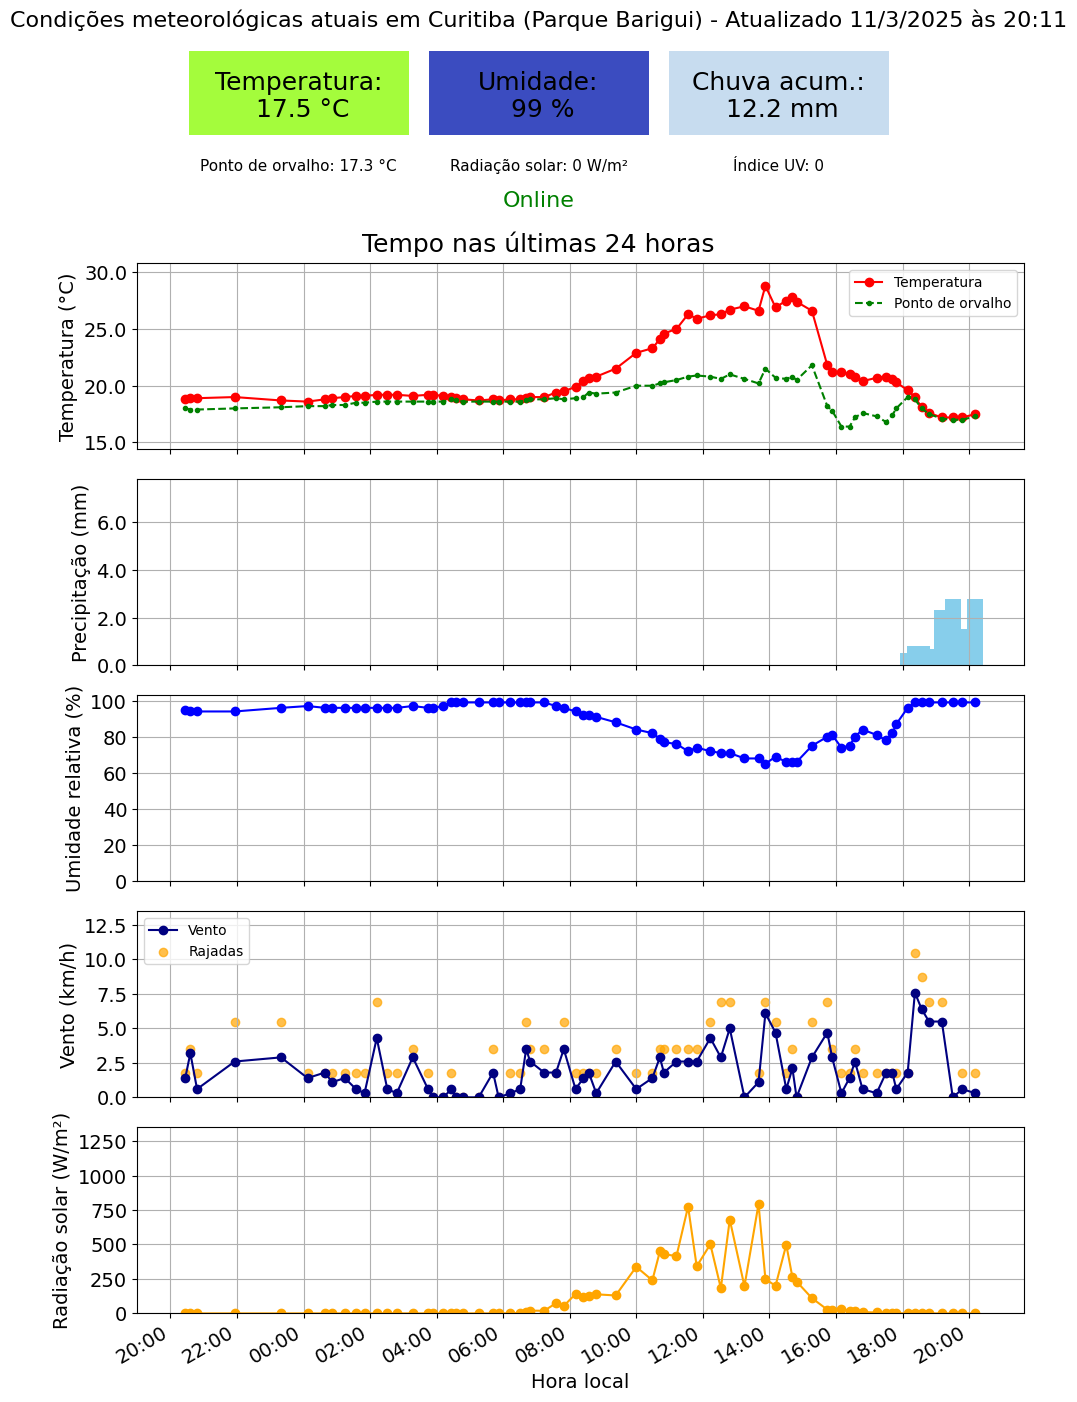 Condições meteorológicas atuais em Curitiba (Parque Barigui) - Atualizado 11/3/2025 às 20:11
Temperatura:
17.5 °C
Umidade:
99 %
Chuva acum.:
12.2 mm
Ponto de orvalho: 17.3 °C
Radiação solar: 0 W/m²
Índice UV: 0
Online
Tempo nas últimas 24 horas
Temperatura (°C)
30.0
25.0
20.0
15.0
Temperatura
Ponto de orvalho
Precipitação (mm)
6.0
4.0
2.0
0.0
Umidade relativa (%)
100
80
60
40
20
0
Vento (km/h)
12.5
10.0
7.5
5.0
2.5
0.0
Vento
Rajadas
Radiação solar (W/m²)
1250
1000
750
500
250
0
20:00
22:00
00:00
02:00
04:00
06:00
08:00
10:00
12:00
14:00
16:00
18:00
20:00
Hora local